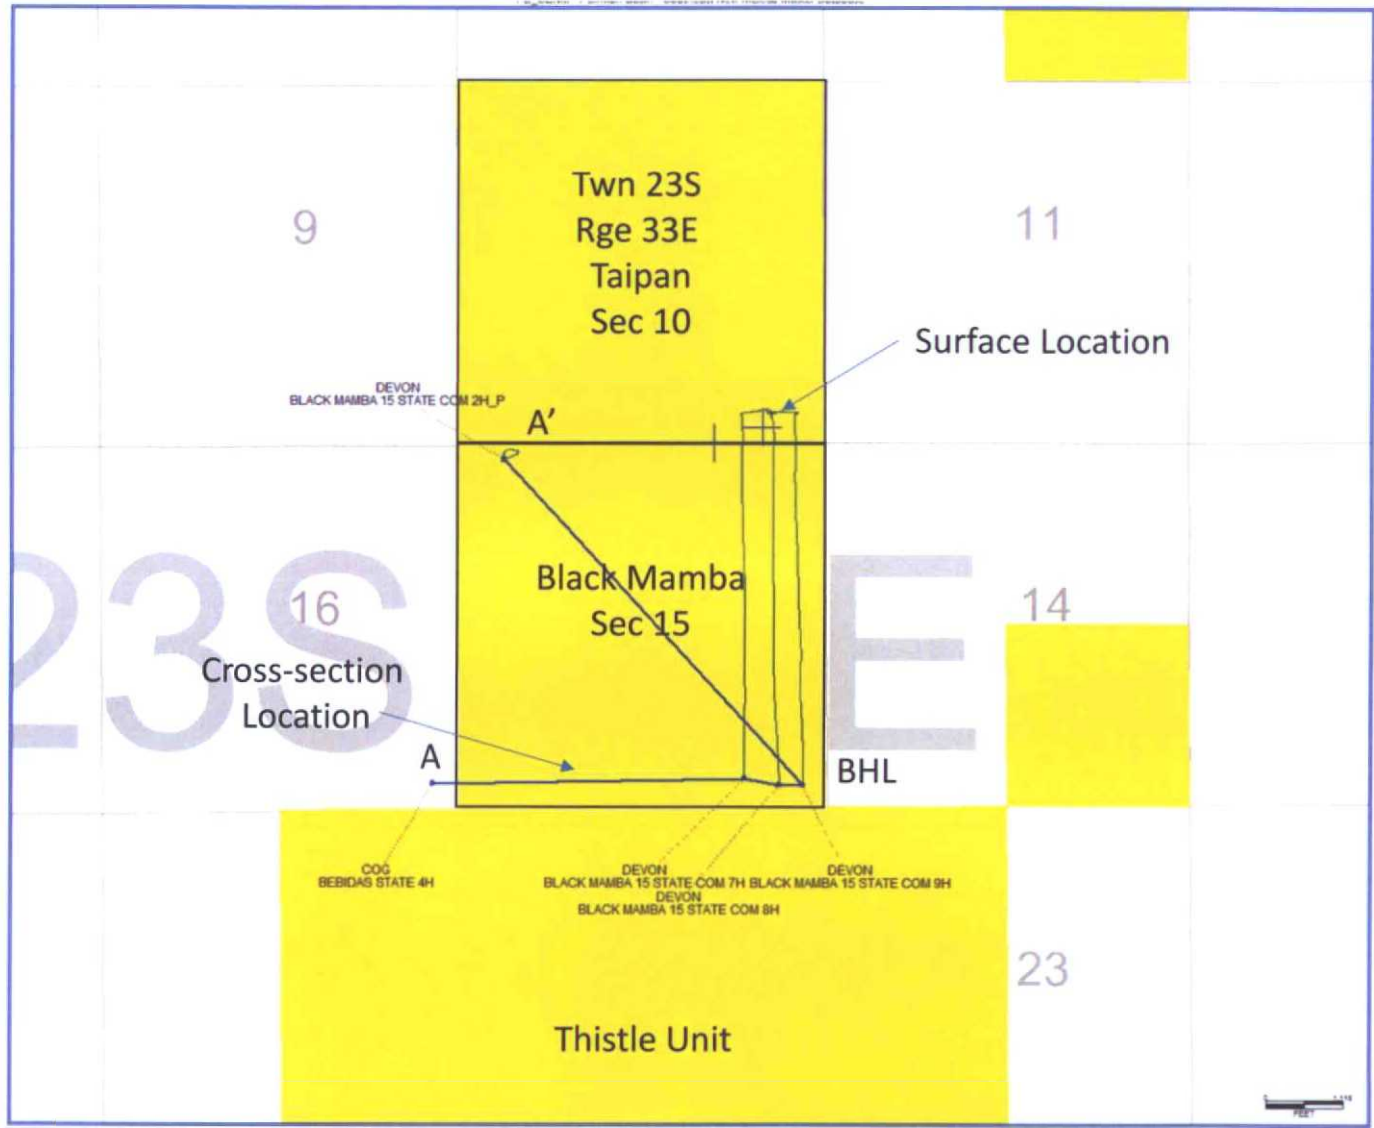 Twn 23S
Rge 33E
Taipan
Sec 10
9
11
Surface Location
DEVON
BLACK MAMBA 15 STATE COM 2H_P
A'
23S
E
Black Mamba
Sec 15
16
14
Cross-section
Location
A
BHL
COG
BEBIDAS STATE 4H
DEVON
BLACK MAMBA 15 STATE COM 7H
DEVON
BLACK MAMBA 15 STATE COM 9H
DEVON
BLACK MAMBA 15 STATE COM 8H
23
Thistle Unit
0
FEET